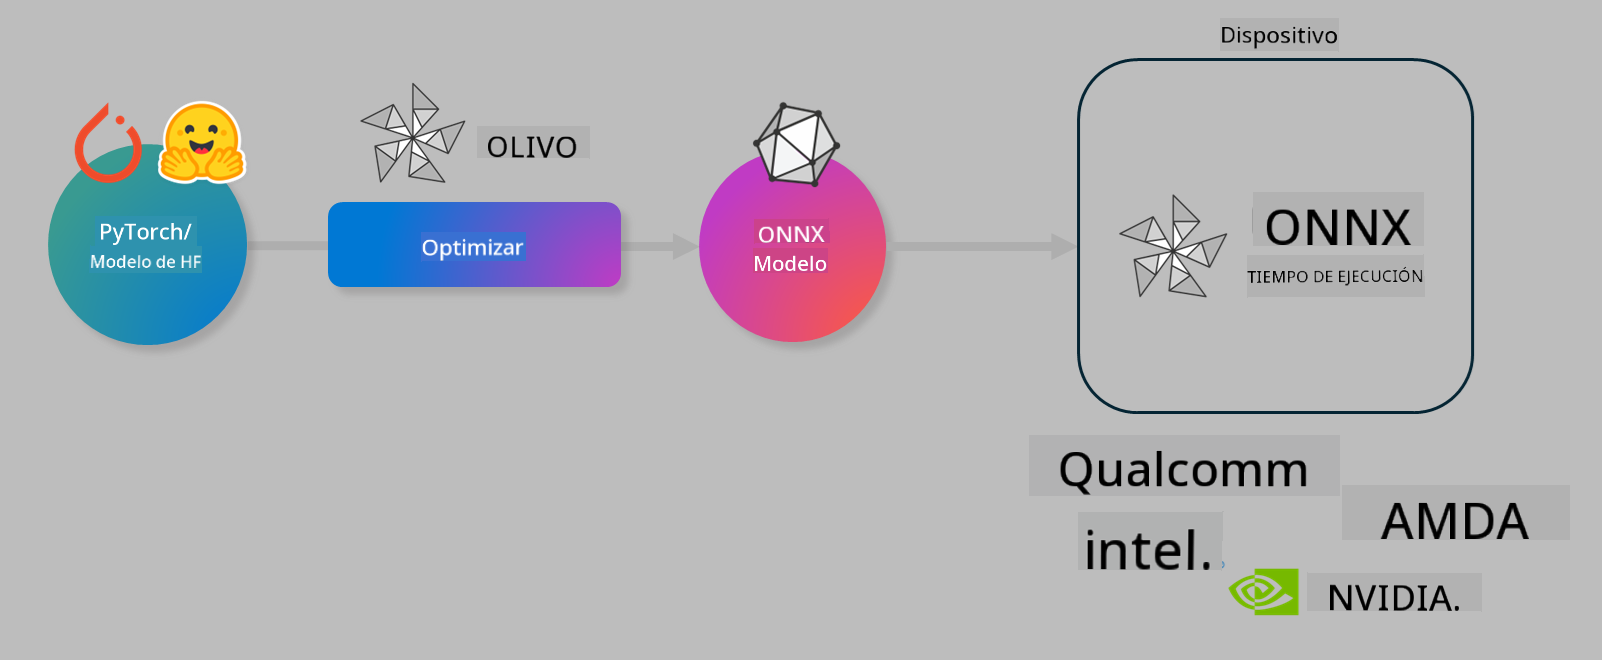 Dispositivo
OLIVO
PyTorch/
Modelo de HF
Optimizar
ONNX
Modelo
ONNX
TIEMPO DE EJECUCIÓN
Qualcomm
AMDA
intel.
NVIDIA.